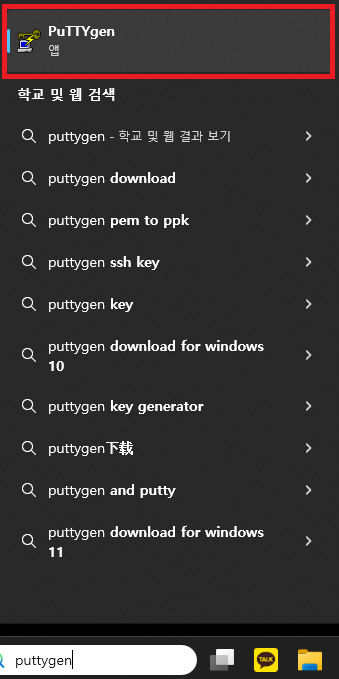 PuTTYgen
앱
학교 및 웹 검색
puttygen - 학교 및 웹 결과 보기
puttygen download
puttygen pem to ppk
puttygen ssh key
puttygen key
puttygen download for windows
10
puttygen key generator
puttygen下载
puttygen and putty
puttygen download for windows
11
puttygen
TALK